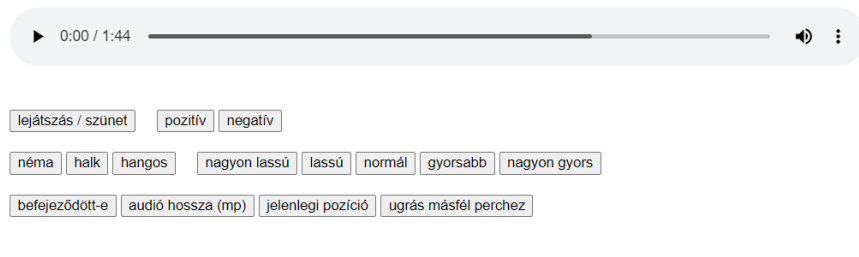 0:00 / 1:44
lejátszás / szünet pozitív negatív
néma halk hangos nagyon lassú lassú normál gyorsabb nagyon gyors
befejeződött-e audió hossza (mp) jelenlegi pozíció ugrás másfél perchez